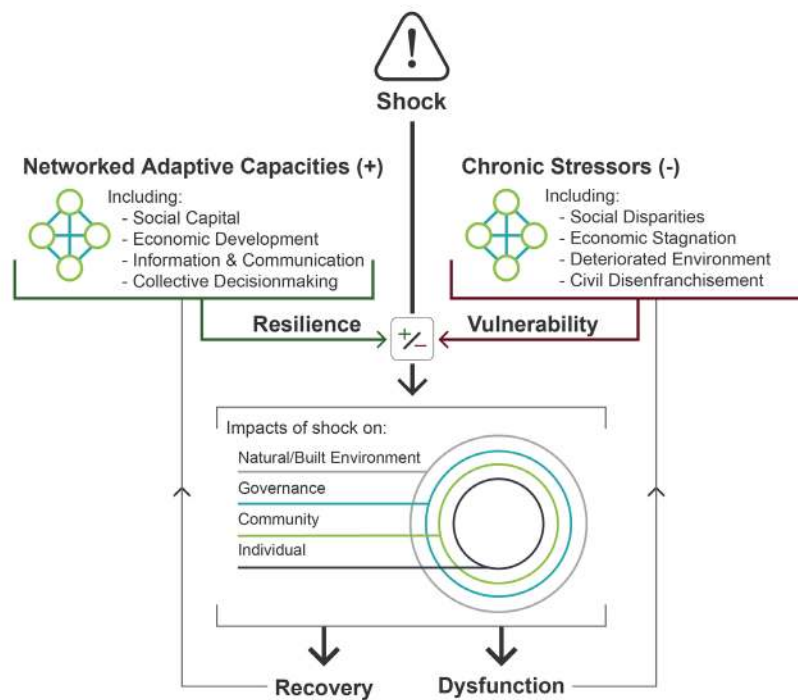 !
Shock
Networked Adaptive Capacities (+)
Including:
- Social Capital
- Economic Development
- Information & Communication
- Collective Decisionmaking
Chronic Stressors (-)
Including:
- Social Disparities
- Economic Stagnation
- Deteriorated Environment
- Civil Disenfranchisement
Resilience
+/−
Vulnerability
Impacts of shock on:
Natural/Built Environment
Governance
Community
Individual
Recovery
Dysfunction